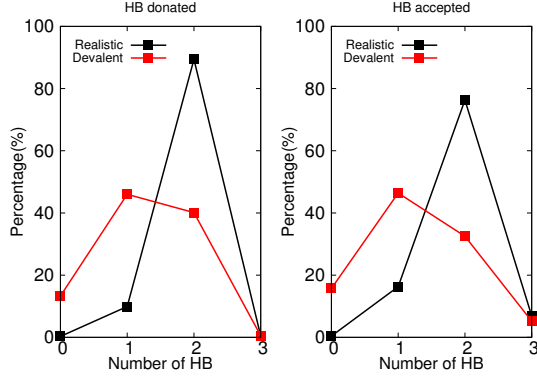 HB donated
Realistic
Devalent
Percentage(%)
100
80
60
40
20
0
0 1 2 3
Number of HB
HB accepted
Realistic
Devalent
Percentage(%)
100
80
60
40
20
0
0 1 2 3
Number of HB